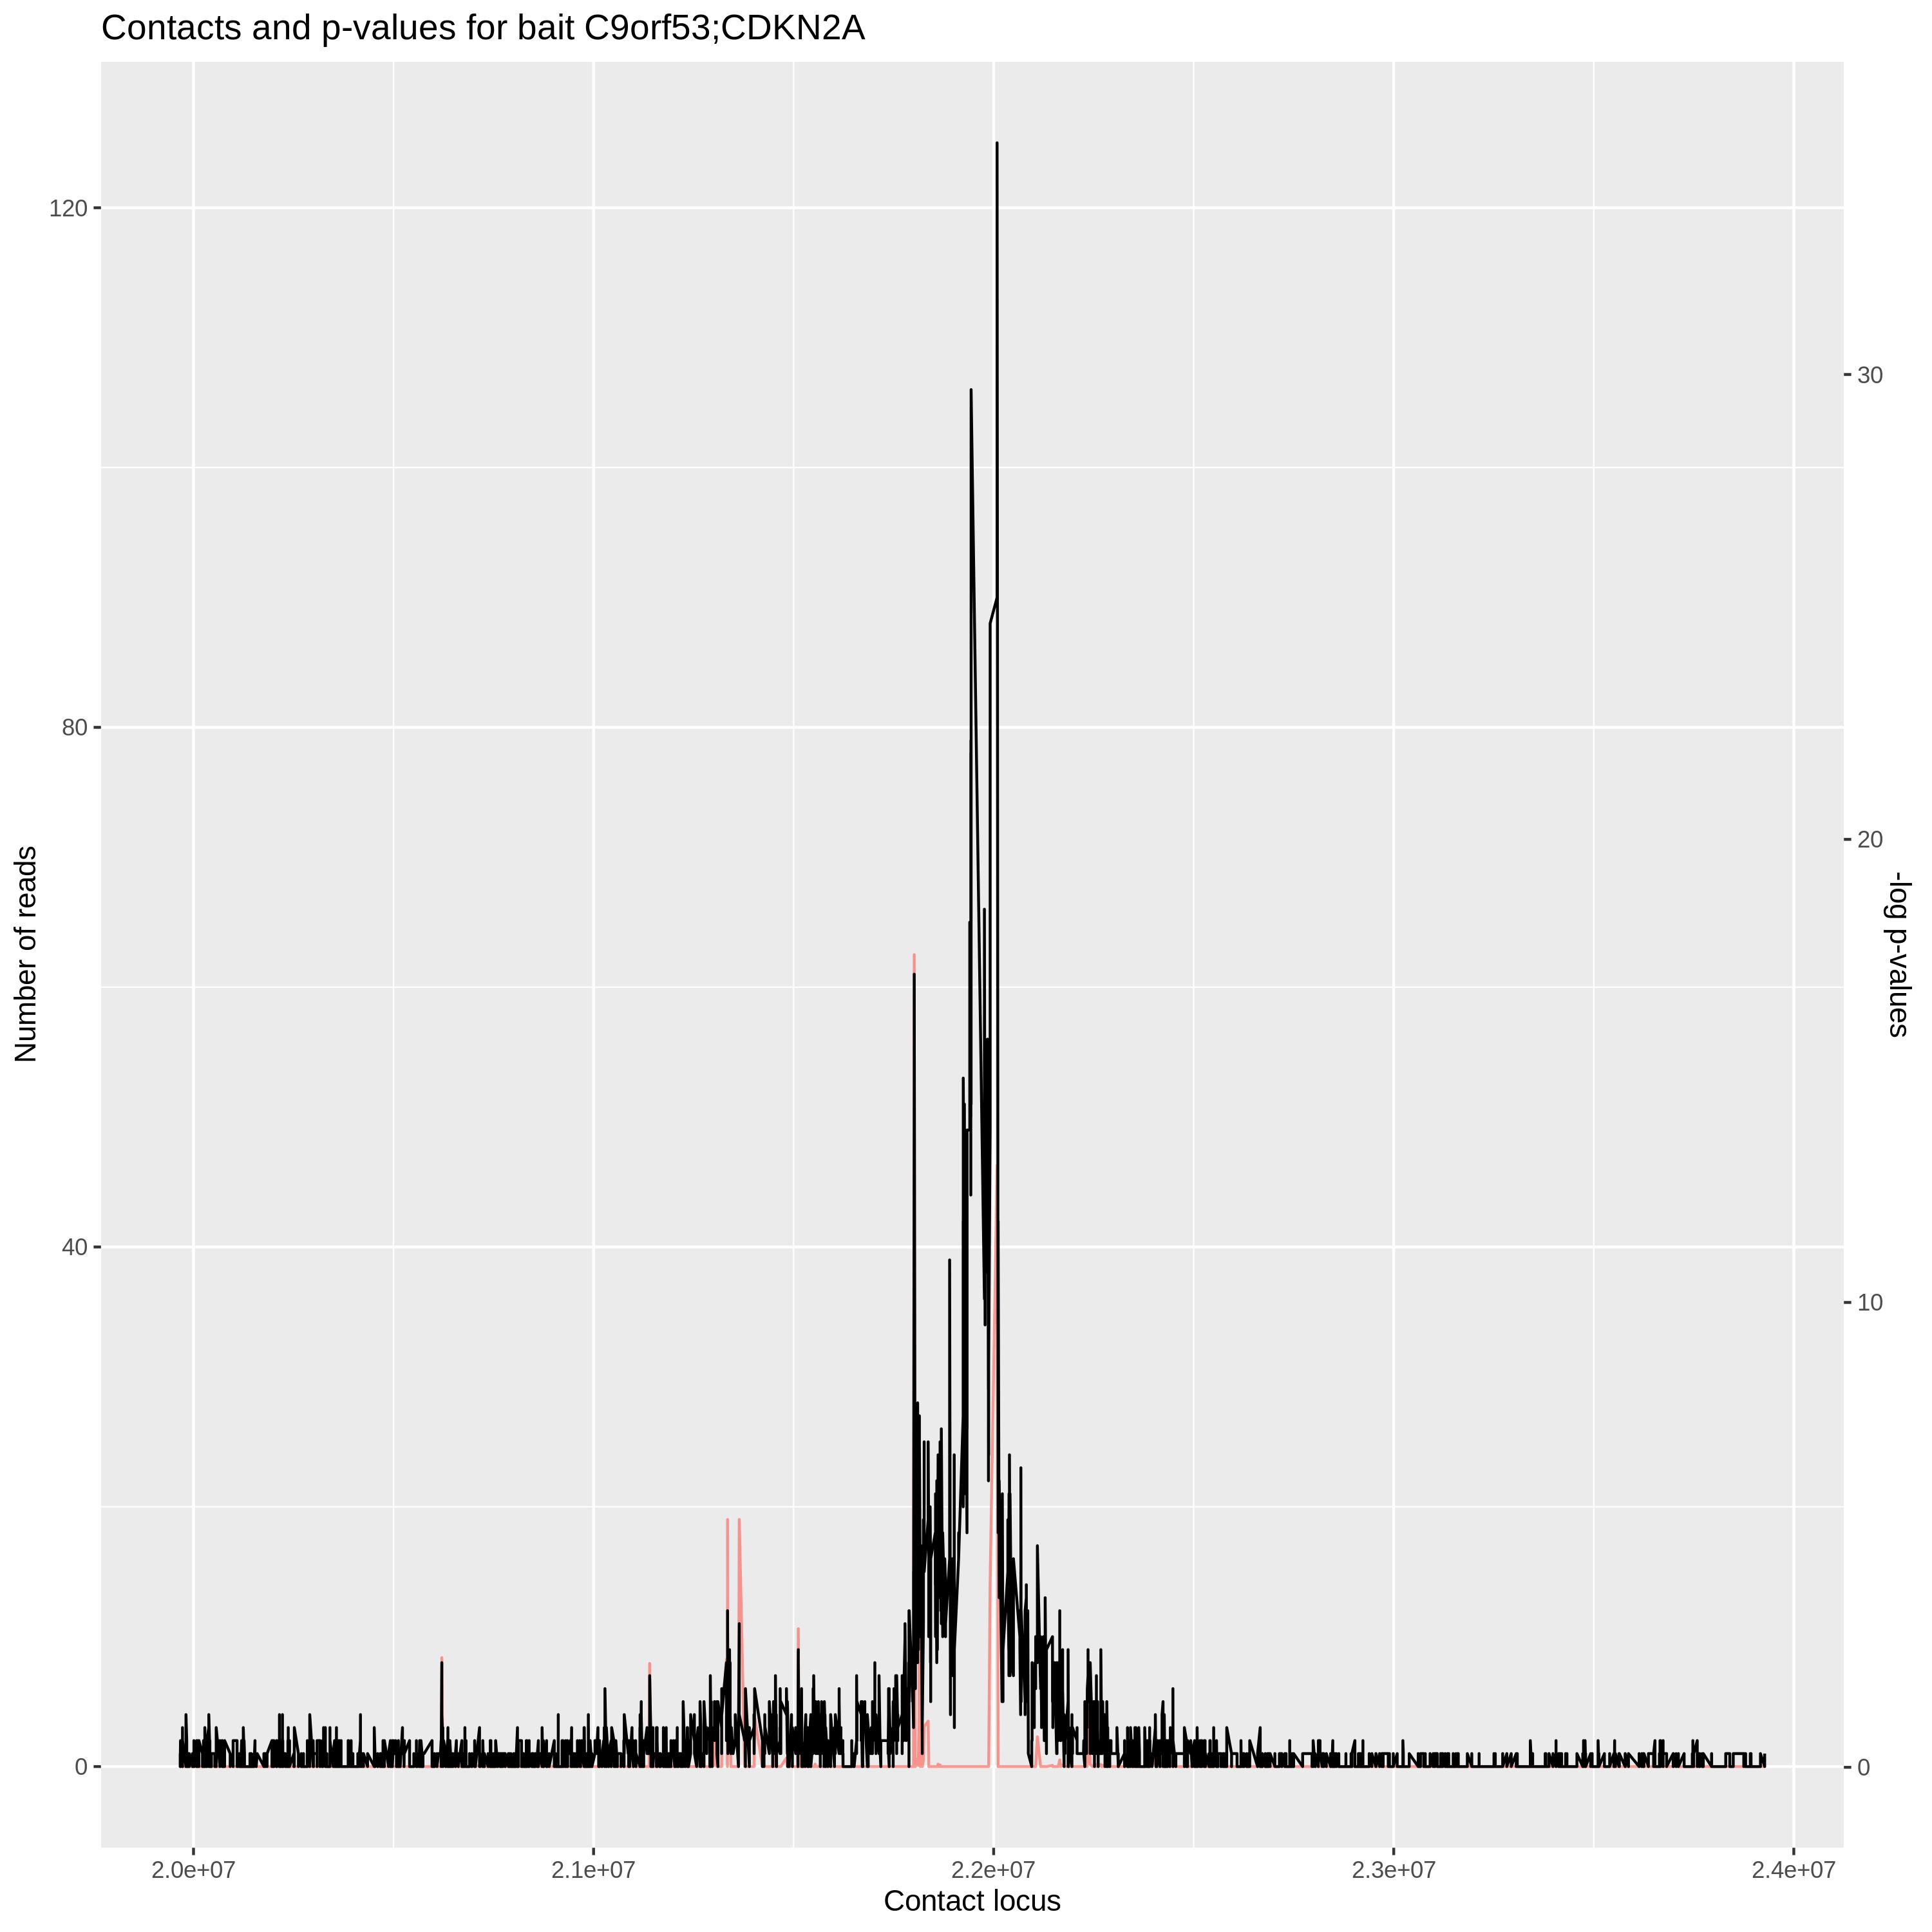 Contacts and p-values for bait C9orf53;CDKN2A
120
80
40
0
Number of reads
30
20
10
0
-log p-values
2.0e+07 2.1e+07 2.2e+07 2.3e+07 2.4e+07
Contact locus